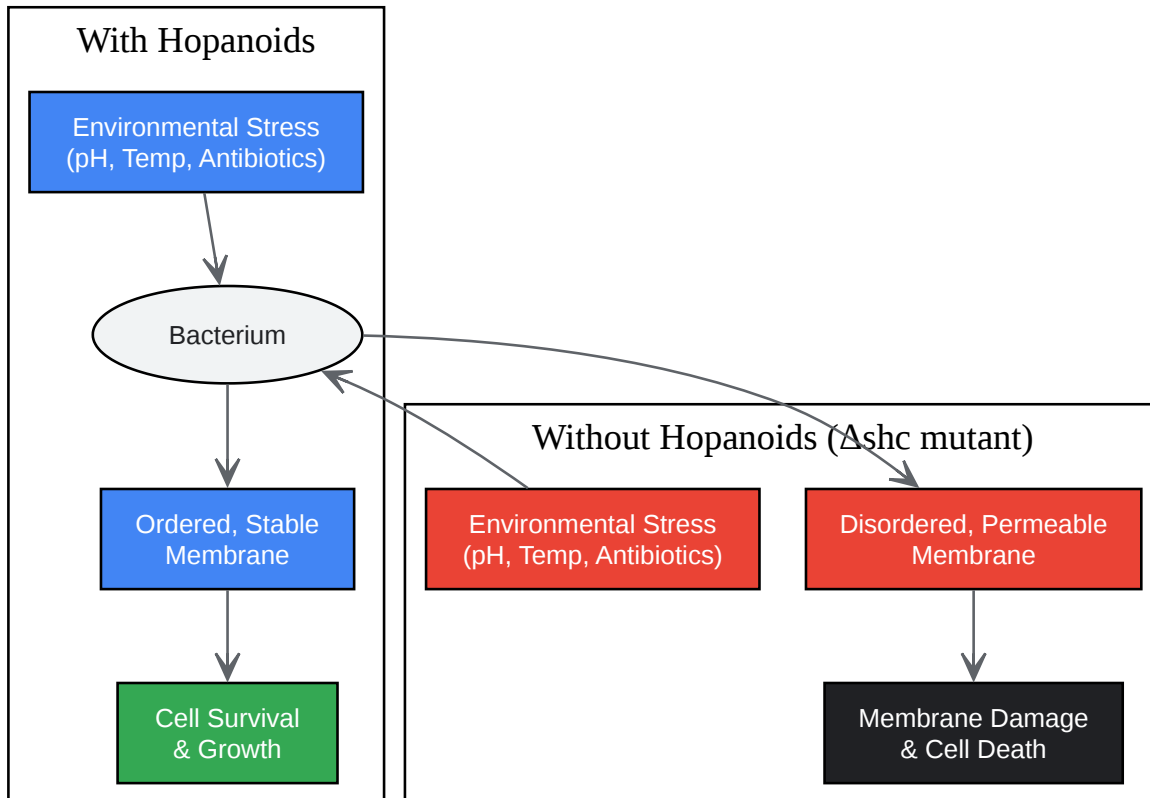 With Hopanoids
Environmental Stress
(pH, Temp, Antibiotics)
Bacterium
Ordered, Stable
Membrane
Cell Survival
& Growth
Without Hopanoids (Δshc mutant)
Environmental Stress
(pH, Temp, Antibiotics)
Disordered, Permeable
Membrane
Membrane Damage
& Cell Death